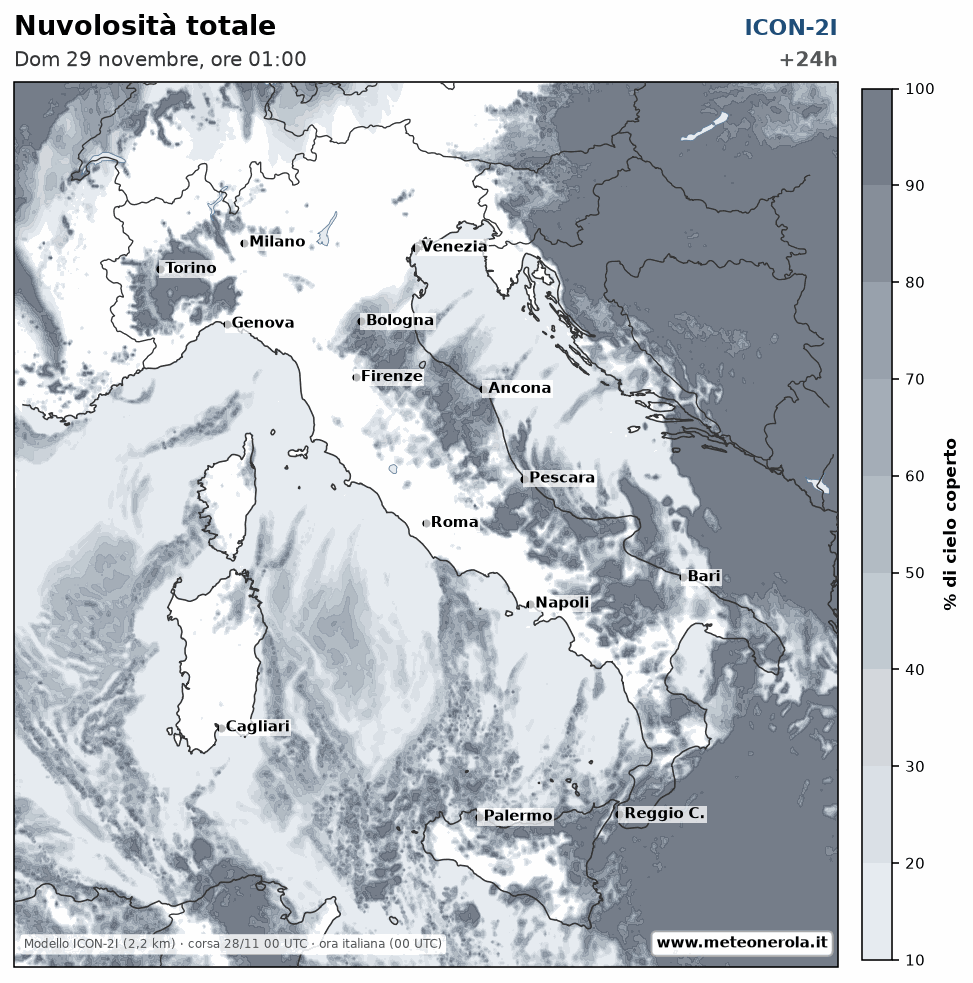 Nuvolosità totale
ICON-2I
Dom 29 novembre, ore 01:00
+24h
Milano
Venezia
Torino
Genova
Bologna
Firenze
Ancona
Pescara
Roma
Bari
Napoli
Cagliari
Palermo
Reggio C.
Modello ICON-2I (2,2 km) · corsa 28/11 00 UTC · ora italiana (00 UTC)
www.meteonerola.it
100
90
80
70
60
50
40
30
20
10
% di cielo coperto